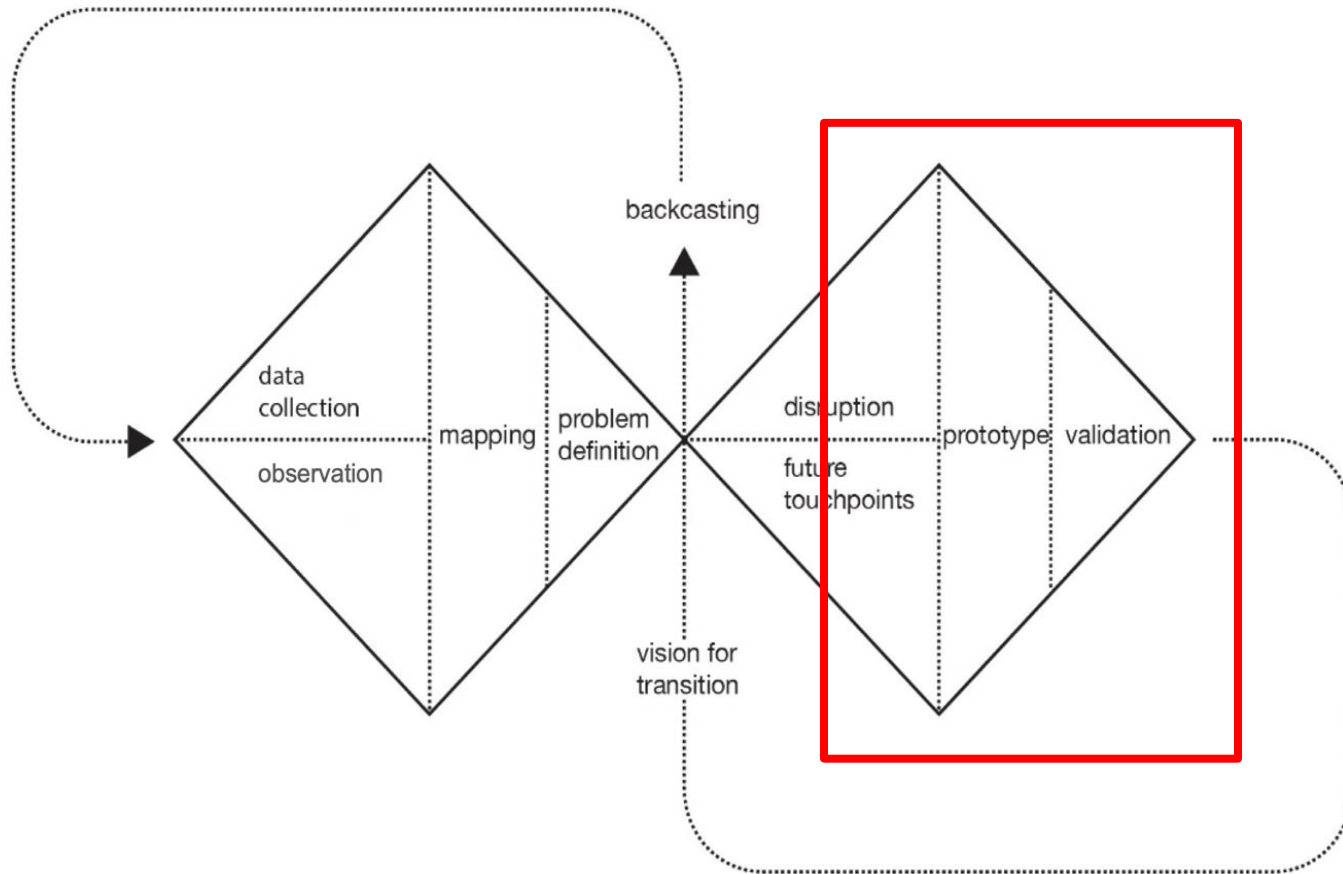 backcasting
data
collection
observation
mapping
problem
definition
disruption
future
touchpoints
prototype
validation
vision for
transition